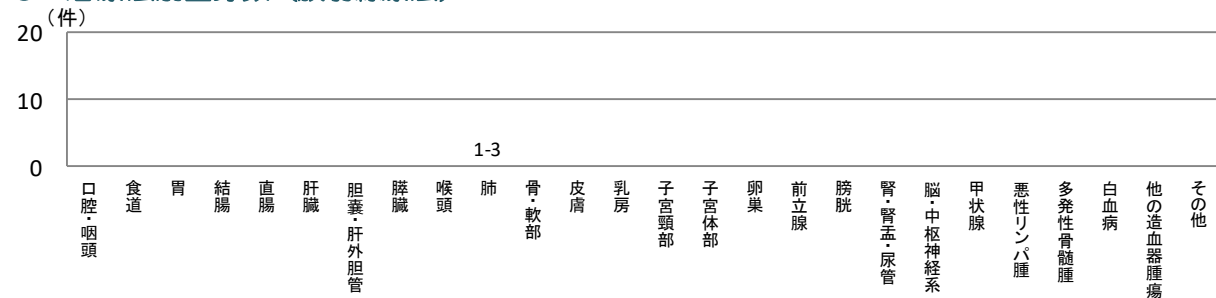 （件）
20
10
0
1-3
口腔・咽頭
食道
胃
結腸
直腸
肝臓
胆嚢・肝外胆管
膵臓
喉頭
肺
骨・軟部
皮膚
乳房
子宮頸部
子宮体部
卵巣
前立腺
膀胱
腎・腎盂・尿管
脳・中枢神経系
甲状腺
悪性リンパ腫
多発性骨髄腫
白血病
他の造血器腫瘍
その他